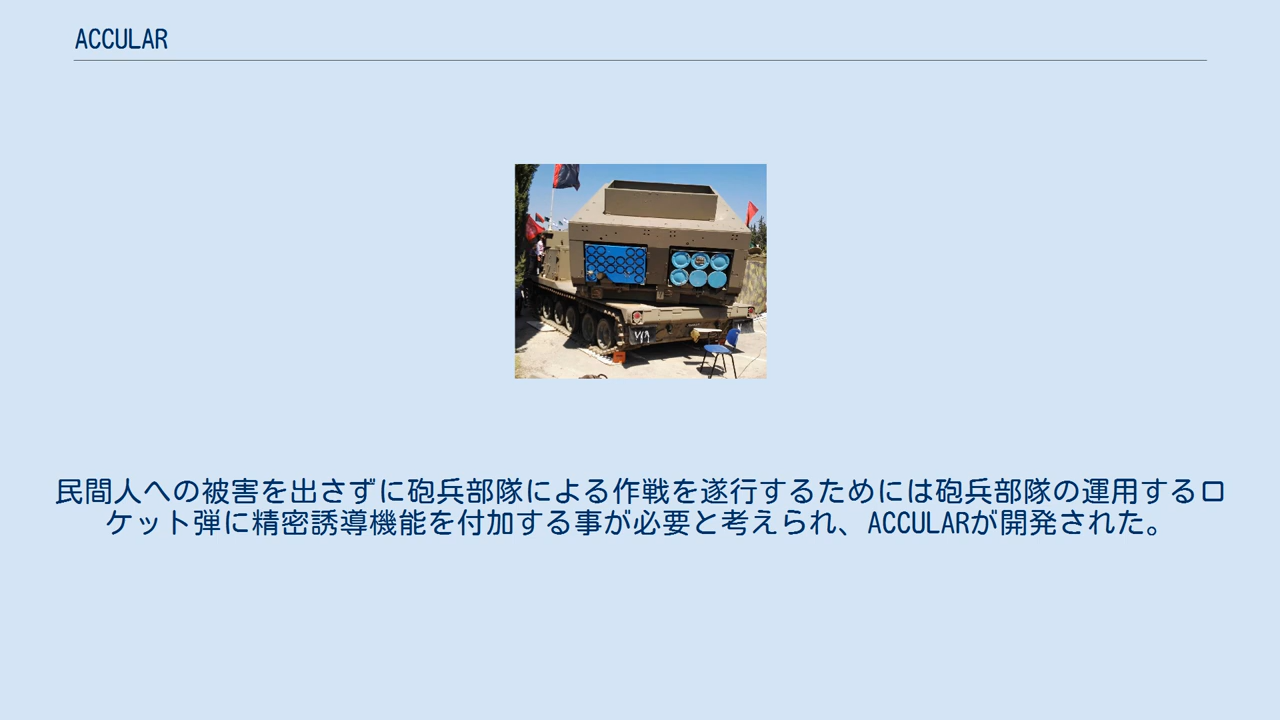 ACCULAR
民間人への被害を出さずに砲兵部隊による作戦を遂行するためには砲兵部隊の運用するロ
ケット弾に精密誘導機能を付加する事が必要と考えられ、ACCULARが開発された。